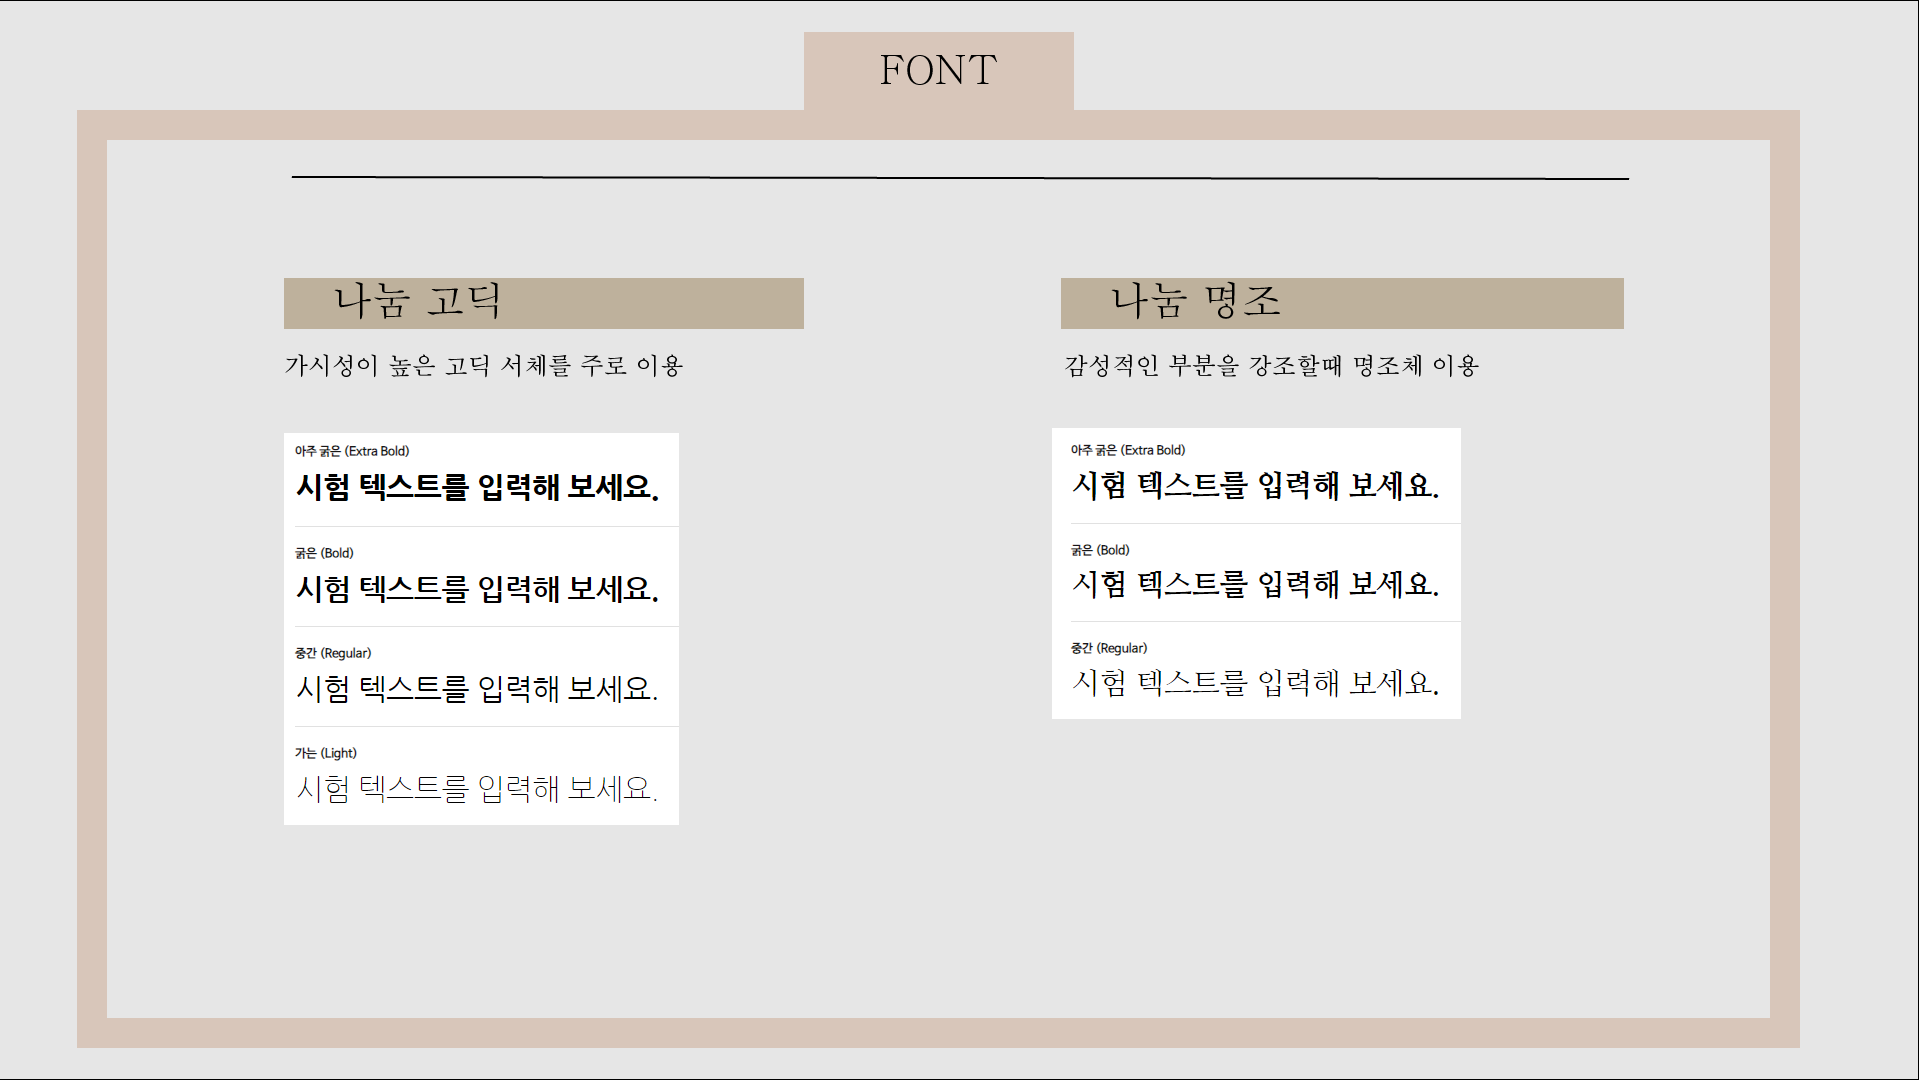 FONT
나눔 고딕
가시성이 높은 고딕 서체를 주로 이용
아주 굵은 (Extra Bold)
시험 텍스트를 입력해 보세요.
굵은 (Bold)
시험 텍스트를 입력해 보세요.
중간 (Regular)
시험 텍스트를 입력해 보세요.
가는 (Light)
시험 텍스트를 입력해 보세요.
나눔 명조
감성적인 부분을 강조할때 명조체 이용
아주 굵은 (Extra Bold)
시험 텍스트를 입력해 보세요.
굵은 (Bold)
시험 텍스트를 입력해 보세요.
중간 (Regular)
시험 텍스트를 입력해 보세요.